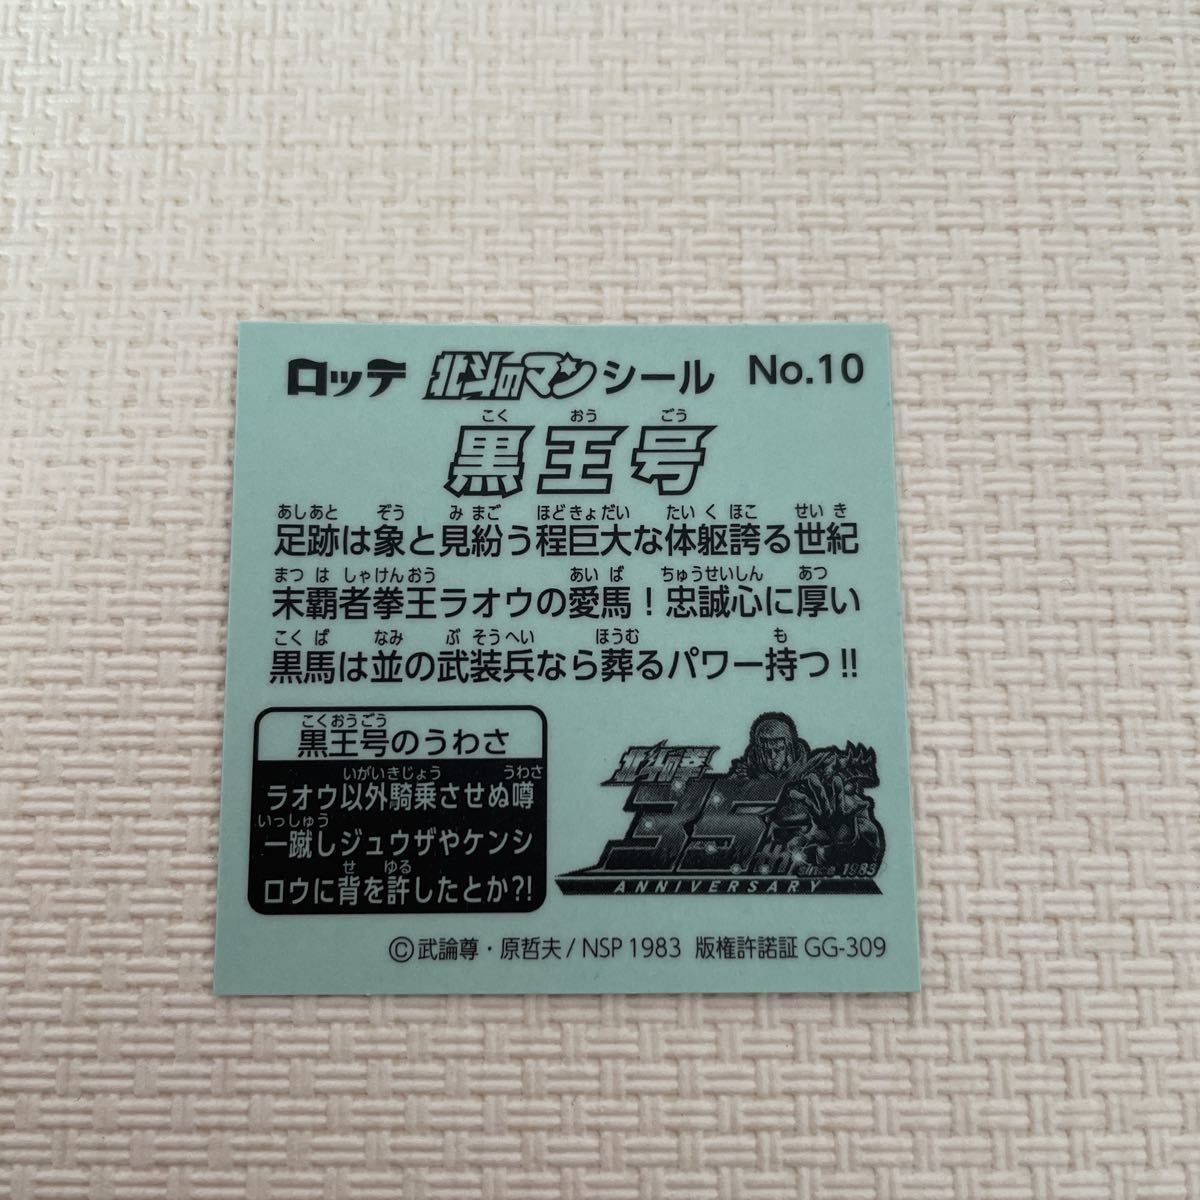 ロッテ 北斗のマンシール No.10
こく おう ごう
黒王号
あしあと ぞう み まご ほどきょだい たい く ほこ せい き
足跡は象と見紛う程巨大な体躯誇る世紀
まつ は しゃけんおう あい ば ちゅうせいしん あつ
末覇者拳王ラオウの愛馬！忠誠心に厚い
こく ば なみ ぶ そうへい ほうむ も
黒馬は並の武装兵なら葬るパワー持つ!!
こくおうごう
黒王号のうわさ
いがいきじょう うわさ
ラオウ以外騎乗させぬ噂
いっしゅう
一蹴しジュウザやケンシ
せ ゆる
ロウに背を許したとか?!
北斗の拳
35th
since 1983
ANNIVERSARY
©武論尊・原哲夫/NSP 1983 版権許諾証 GG-309